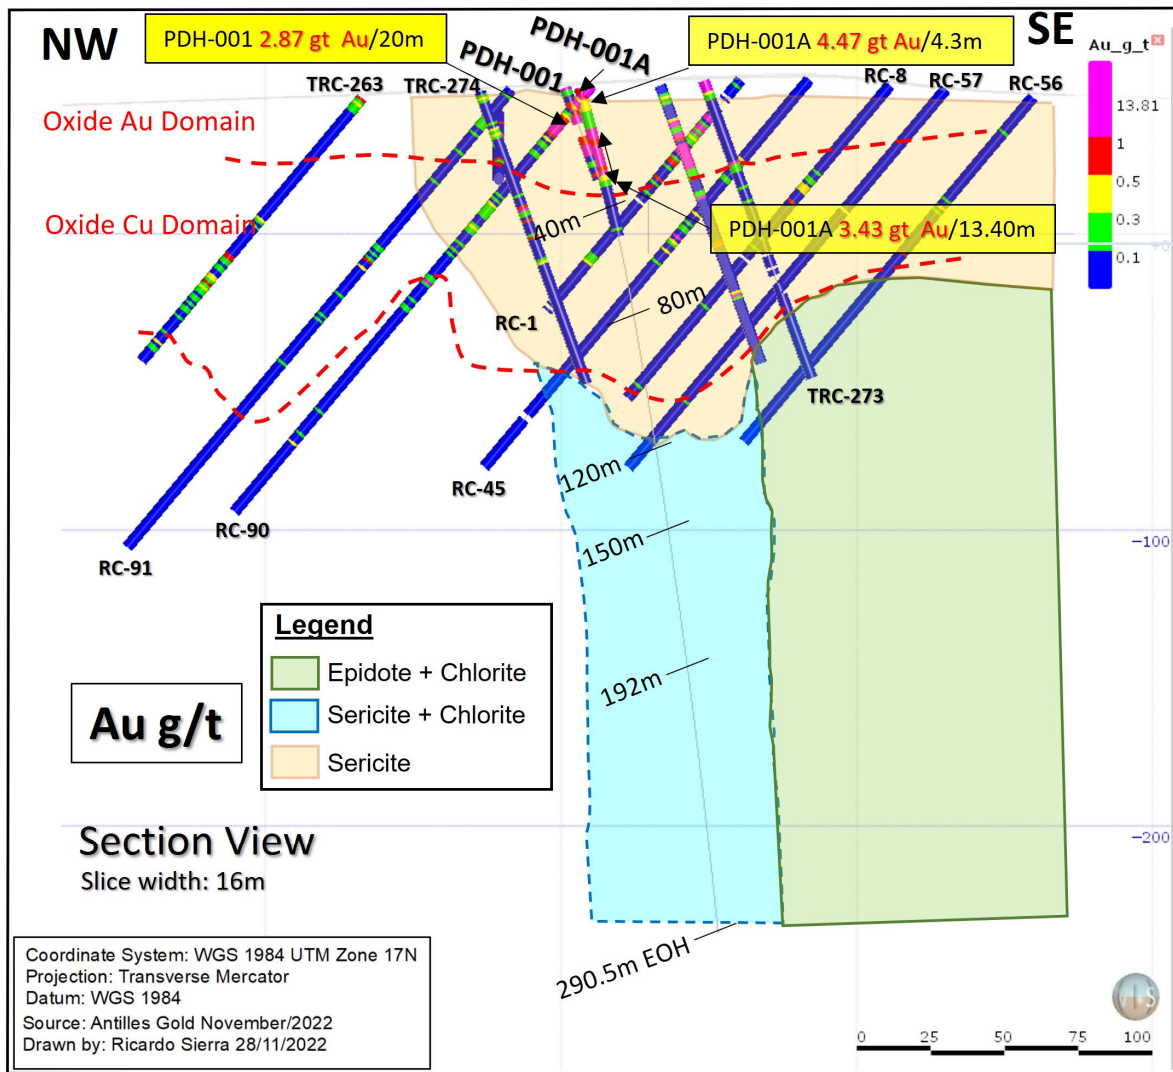 NW
SE
PDH-001 2.87 gt Au/20m
PDH-001A
PDH-001
PDH-001A 4.47 gt Au/4.3m
Au_g_t
13.81
1
0.5
0.3
0.1
TRC-263
TRC-274
RC-8
RC-57
RC-56
Oxide Au Domain
Oxide Cu Domain
40m
PDH-001A 3.43 gt Au/13.40m
+0
80m
RC-1
TRC-273
120m
RC-45
RC-90
RC-91
150m
−100
Legend
Epidote + Chlorite
Sericite + Chlorite
Sericite
192m
Au g/t
−200
Section View
Slice width: 16m
290.5m EOH
Coordinate System: WGS 1984 UTM Zone 17N
Projection: Transverse Mercator
Datum: WGS 1984
Source: Antilles Gold November/2022
Drawn by: Ricardo Sierra 28/11/2022
0 25 50 75 100